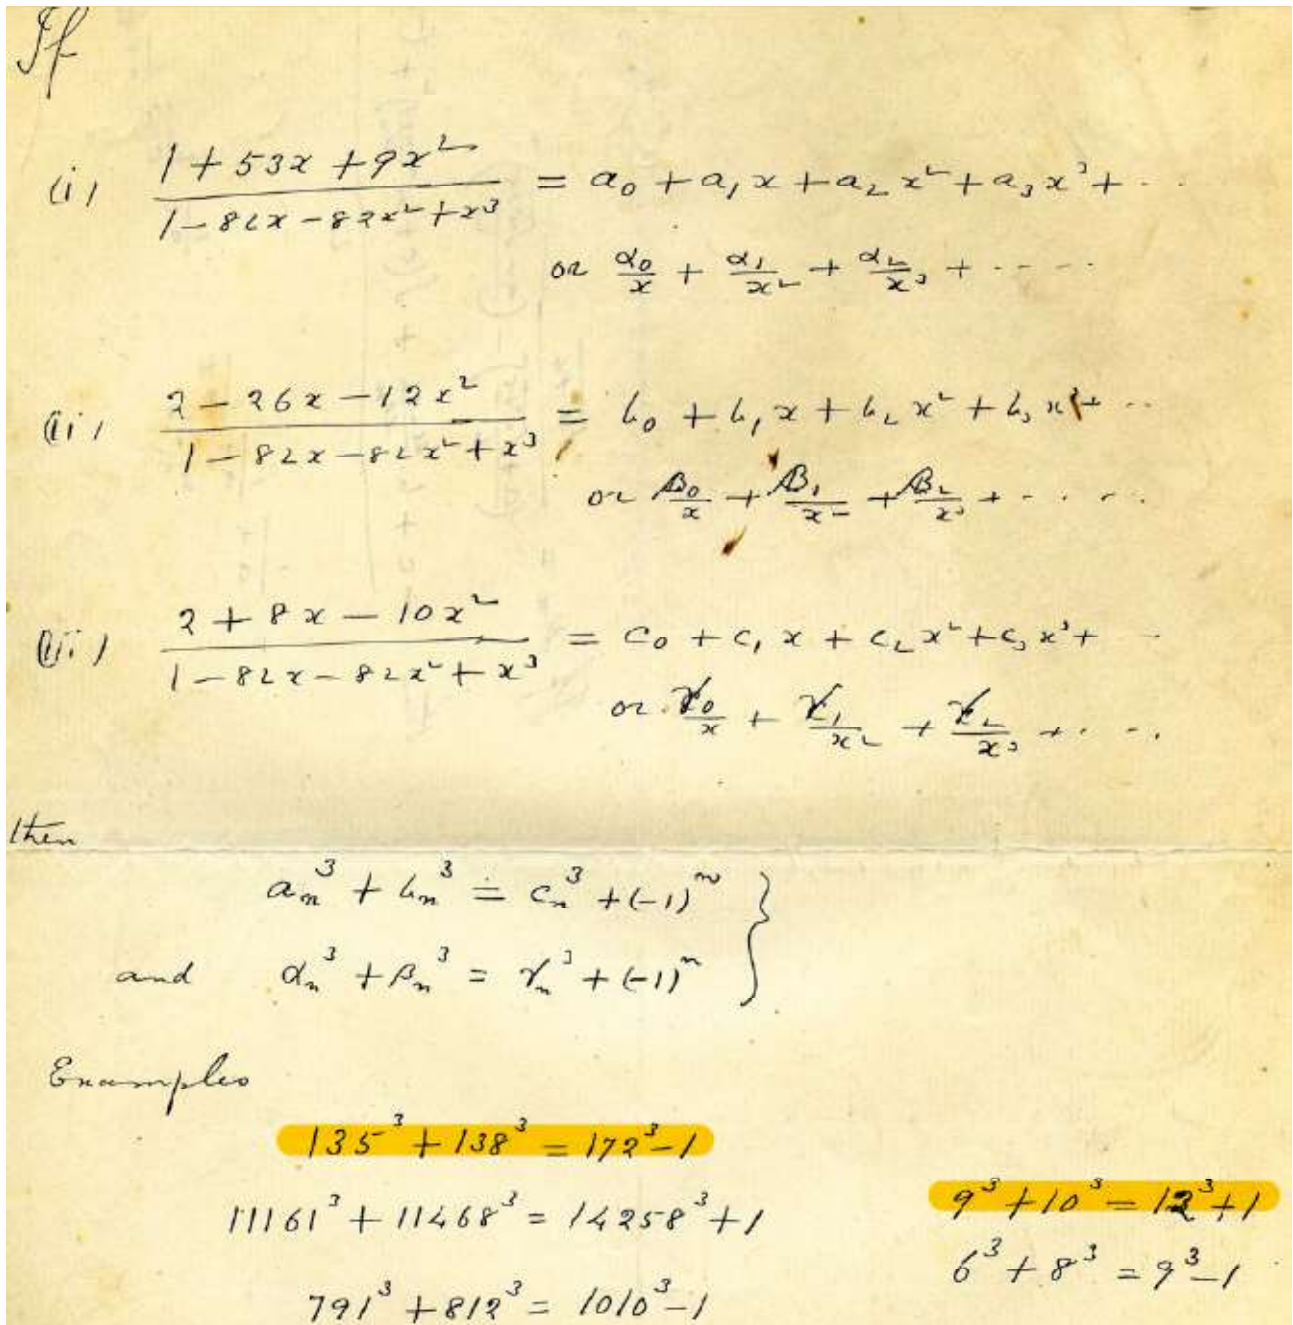 If
(i) (1 + 53x + 9x²)/(1 − 82x − 82x² + x³) = a₀ + a₁x + a₂x² + a₃x³ + ··
or α₀/x + α₁/x² + α₂/x³ + ·····
(ii) (2 − 26x − 12x²)/(1 − 82x − 82x² + x³) = b₀ + b₁x + b₂x² + b₃x³ + ··
or β₀/x + β₁/x² + β₂/x³ + ·····
(iii) (2 + 8x − 10x²)/(1 − 82x − 82x² + x³) = c₀ + c₁x + c₂x² + c₃x³ + ··
or γ₀/x + γ₁/x² + γ₂/x³ + ····
then
aₙ³ + bₙ³ = cₙ³ + (−1)ⁿ }
and αₙ³ + βₙ³ = γₙ³ + (−1)ⁿ }
Examples
135³ + 138³ = 172³ − 1
9³ + 10³ = 12³ + 1
11161³ + 11468³ = 14258³ + 1
6³ + 8³ = 9³ − 1
791³ + 812³ = 1010³ − 1